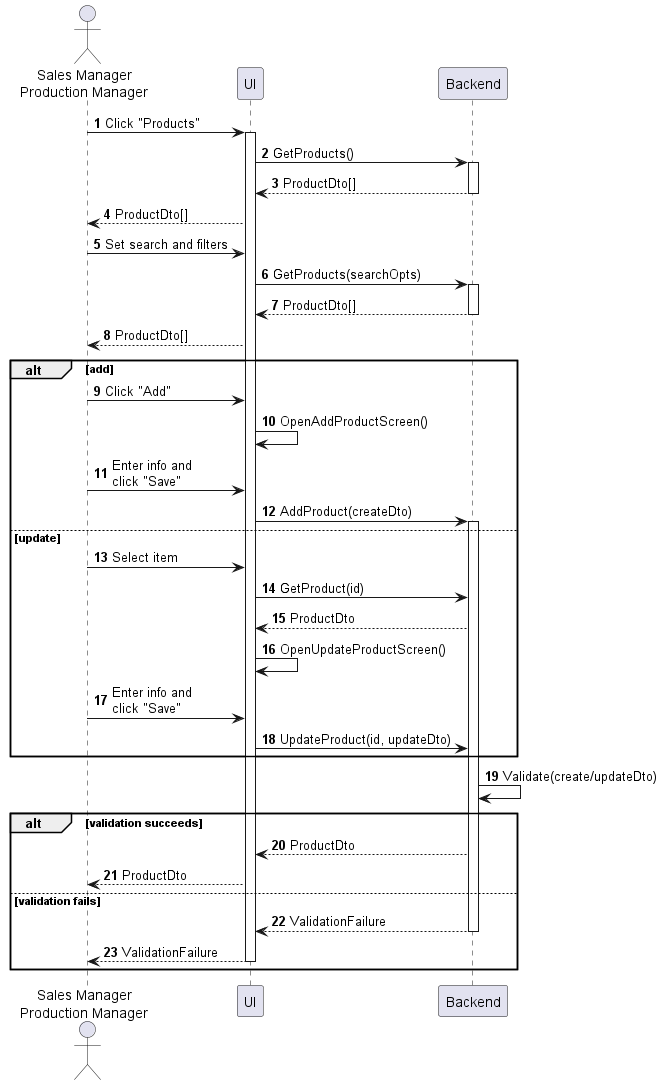 Sales Manager
Production Manager
UI
Backend
1 Click "Products"
2 GetProducts()
3 ProductDto[]
4 ProductDto[]
5 Set search and filters
6 GetProducts(searchOpts)
7 ProductDto[]
8 ProductDto[]
alt [add]
9 Click "Add"
10 OpenAddProductScreen()
11 Enter info and
click "Save"
12 AddProduct(createDto)
[update]
13 Select item
14 GetProduct(id)
15 ProductDto
16 OpenUpdateProductScreen()
17 Enter info and
click "Save"
18 UpdateProduct(id, updateDto)
19 Validate(create/updateDto)
alt [validation succeeds]
20 ProductDto
21 ProductDto
[validation fails]
22 ValidationFailure
23 ValidationFailure
Sales Manager
Production Manager
UI
Backend